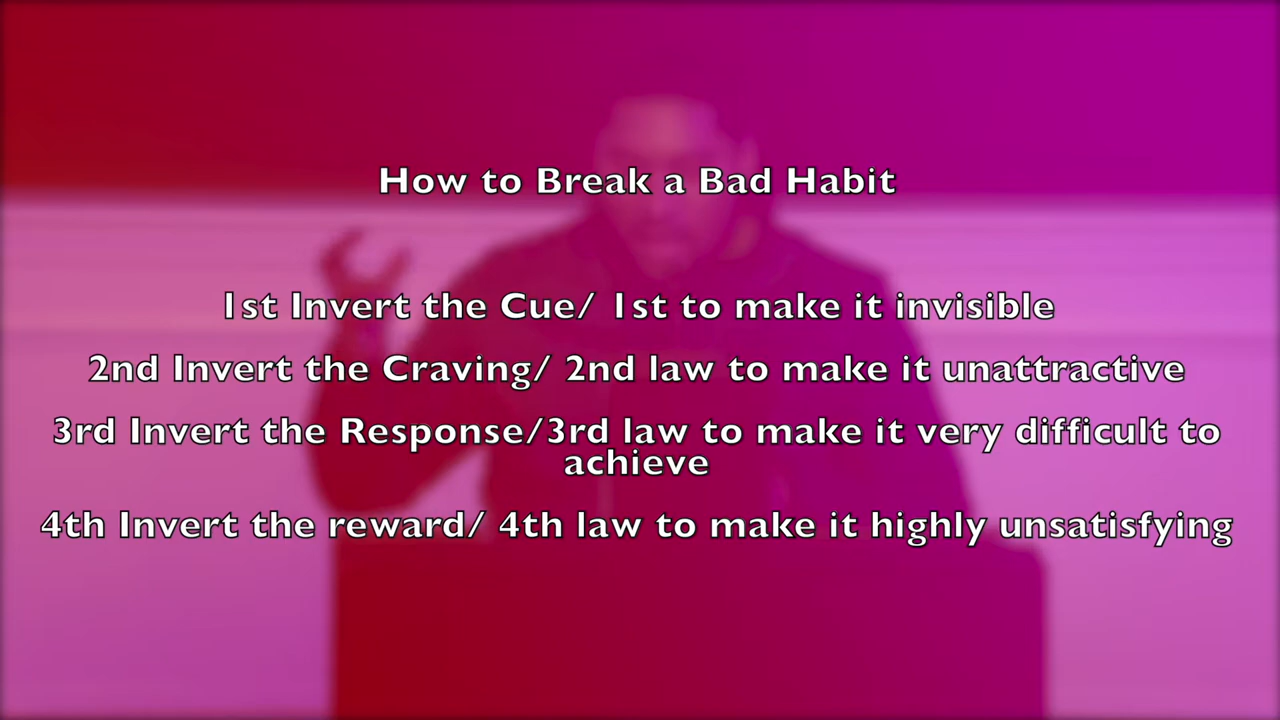 How to Break a Bad Habit
1st Invert the Cue/ 1st to make it invisible
2nd Invert the Craving/ 2nd law to make it unattractive
3rd Invert the Response/3rd law to make it very difficult to
achieve
4th Invert the reward/ 4th law to make it highly unsatisfying